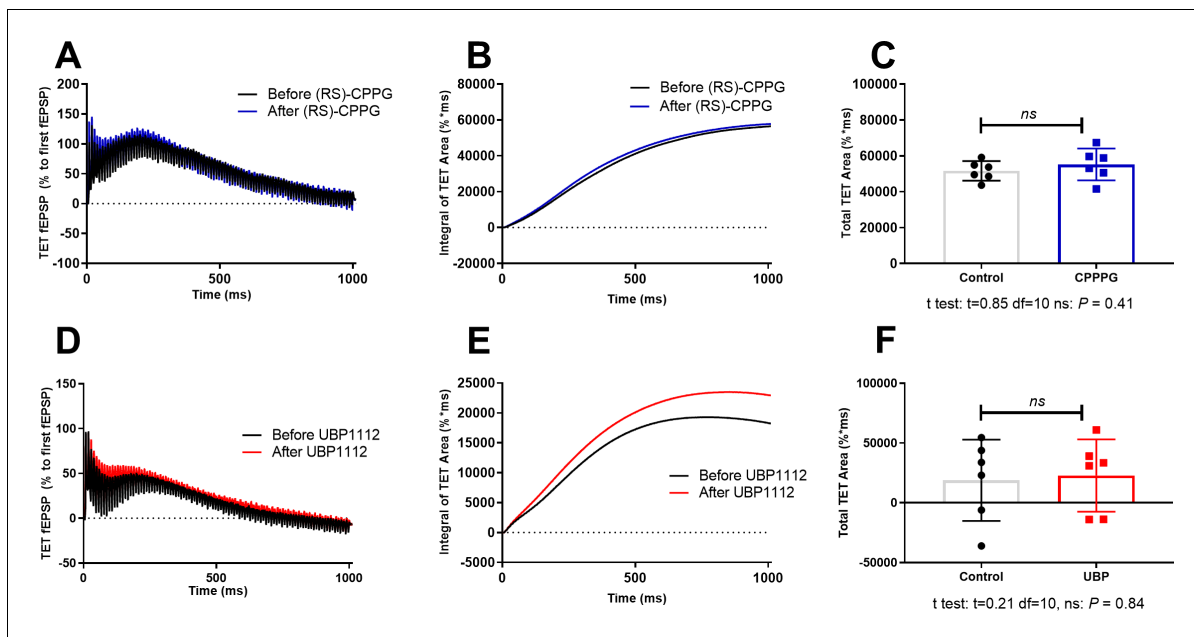 A
TET fEPSP (% to first fEPSP)
200
150
100
50
0
-50
-100
Before (RS)-CPPG
After (RS)-CPPG
0
500
1000
Time (ms)
B
Integral of TET Area (%*ms)
80000
60000
40000
20000
0
-20000
Before (RS)-CPPG
After (RS)-CPPG
0
500
1000
Time (ms)
C
Total TET Area (%*ms)
100000
80000
60000
40000
20000
0
ns
Control
CPPPG
t test: t=0.85 df=10 ns: P = 0.41
D
TET fEPSP (% to first fEPSP)
150
100
50
0
-50
Before UBP1112
After UBP1112
0
500
1000
Time (ms)
E
Integral of TET Area (%*ms)
25000
20000
15000
10000
5000
0
-5000
Before UBP1112
After UBP1112
0
500
1000
Time (ms)
F
Total TET Area (%*ms)
100000
50000
0
-50000
ns
Control
UBP
t test: t=0.21 df=10, ns: P = 0.84